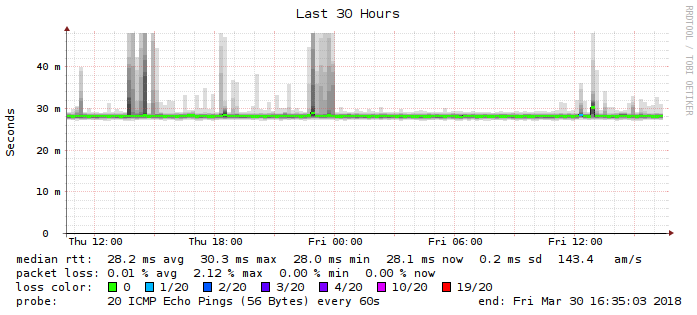 Last 30 Hours
RRDTOOL / TOBI OETIKER
Seconds
40 m
30 m
20 m
10 m
0
Thu 12:00 Thu 18:00 Fri 00:00 Fri 06:00 Fri 12:00
median rtt: 28.2 ms avg 30.3 ms max 28.0 ms min 28.1 ms now 0.2 ms sd 143.4 am/s
packet loss: 0.01 % avg 2.12 % max 0.00 % min 0.00 % now
loss color: 0 1/20 2/20 3/20 4/20 10/20 19/20
probe: 20 ICMP Echo Pings (56 Bytes) every 60s end: Fri Mar 30 16:35:03 2018